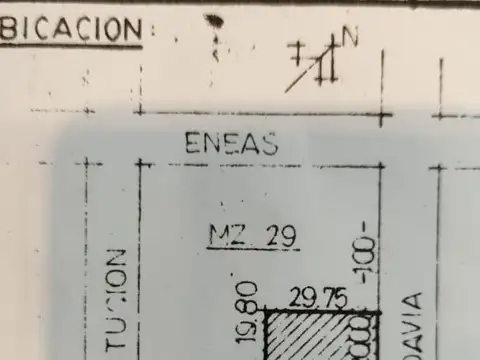 BICACION:
N
ENEAS
MZ 29
-100-
29.75
19.80
TUCION
DAVIA